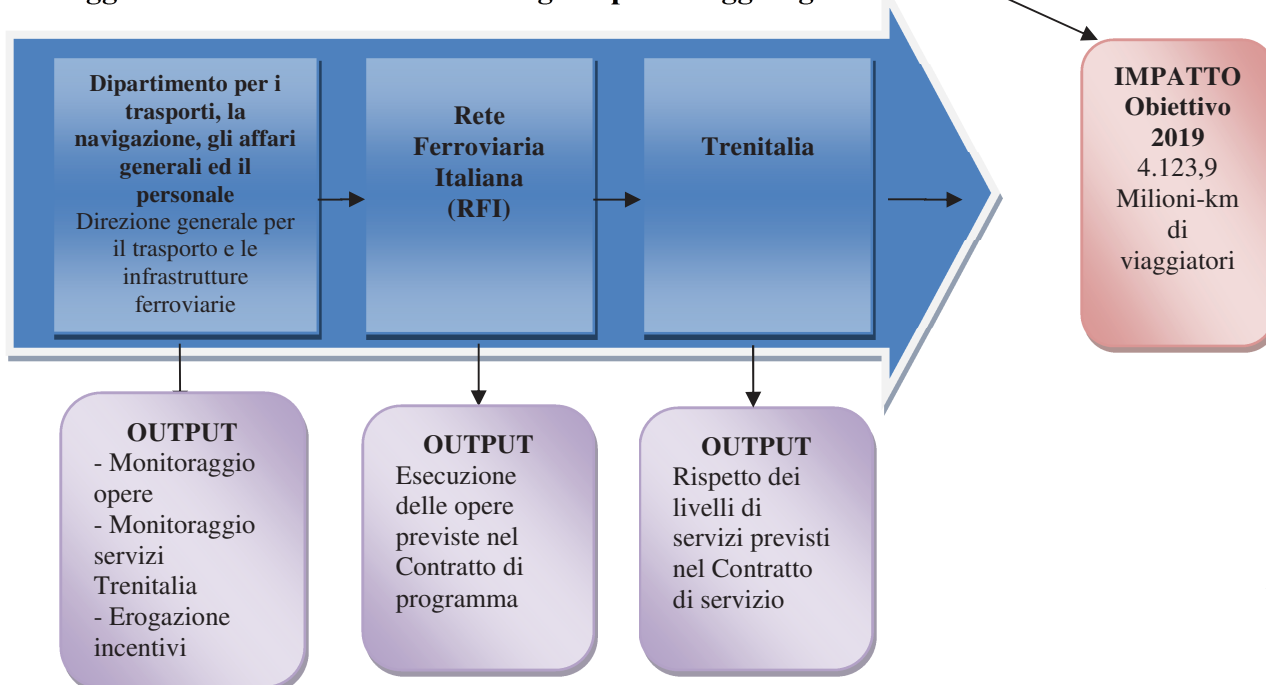 Dipartimento per i
trasporti, la
navigazione, gli affari
generali ed il
personale
Direzione generale per
il trasporto e le
infrastrutture
ferroviarie
Rete
Ferroviaria
Italiana
(RFI)
Trenitalia
IMPATTO
Obiettivo
2019
4.123,9
Milioni-km
di
viaggiatori
OUTPUT
- Monitoraggio
opere
- Monitoraggio
servizi
Trenitalia
- Erogazione
incentivi
OUTPUT
Esecuzione
delle opere
previste nel
Contratto di
programma
OUTPUT
Rispetto dei
livelli di
servizi previsti
nel Contratto
di servizio